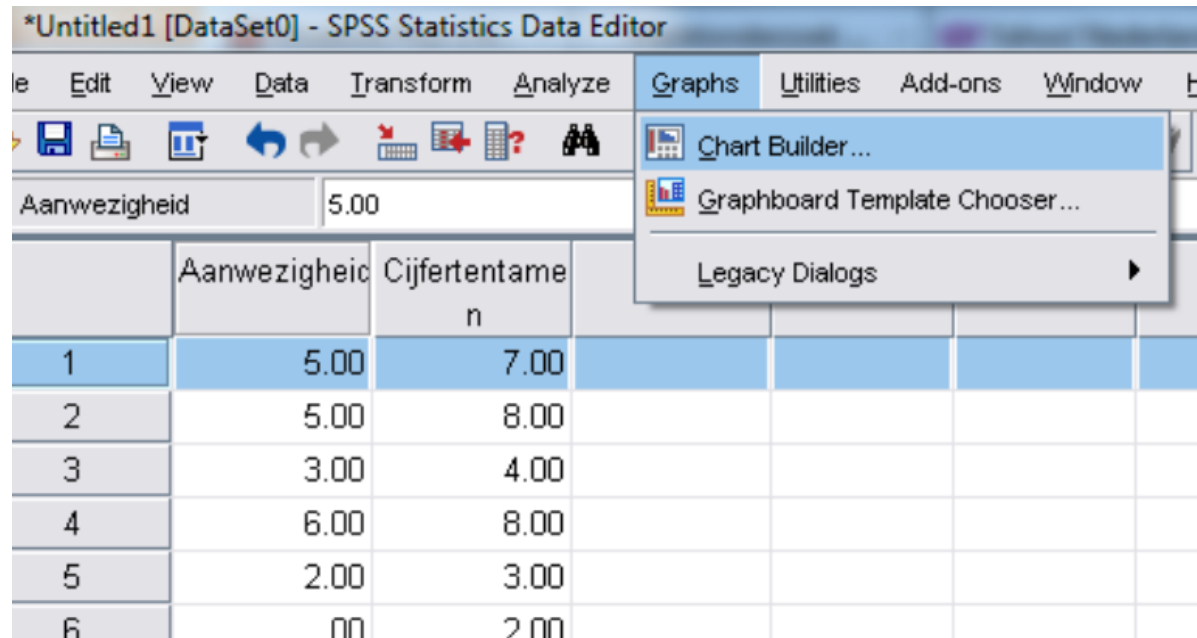 *Untitled1 [DataSet0] - SPSS Statistics Data Editor
le Edit View Data Transform Analyze Graphs Utilities Add-ons Window H
Chart Builder...
Graphboard Template Chooser...
Legacy Dialogs
Aanwezigheid 5.00
Aanwezigheid Cijfertentame
n
1 5.00 7.00
2 5.00 8.00
3 3.00 4.00
4 6.00 8.00
5 2.00 3.00
6 .00 2.00